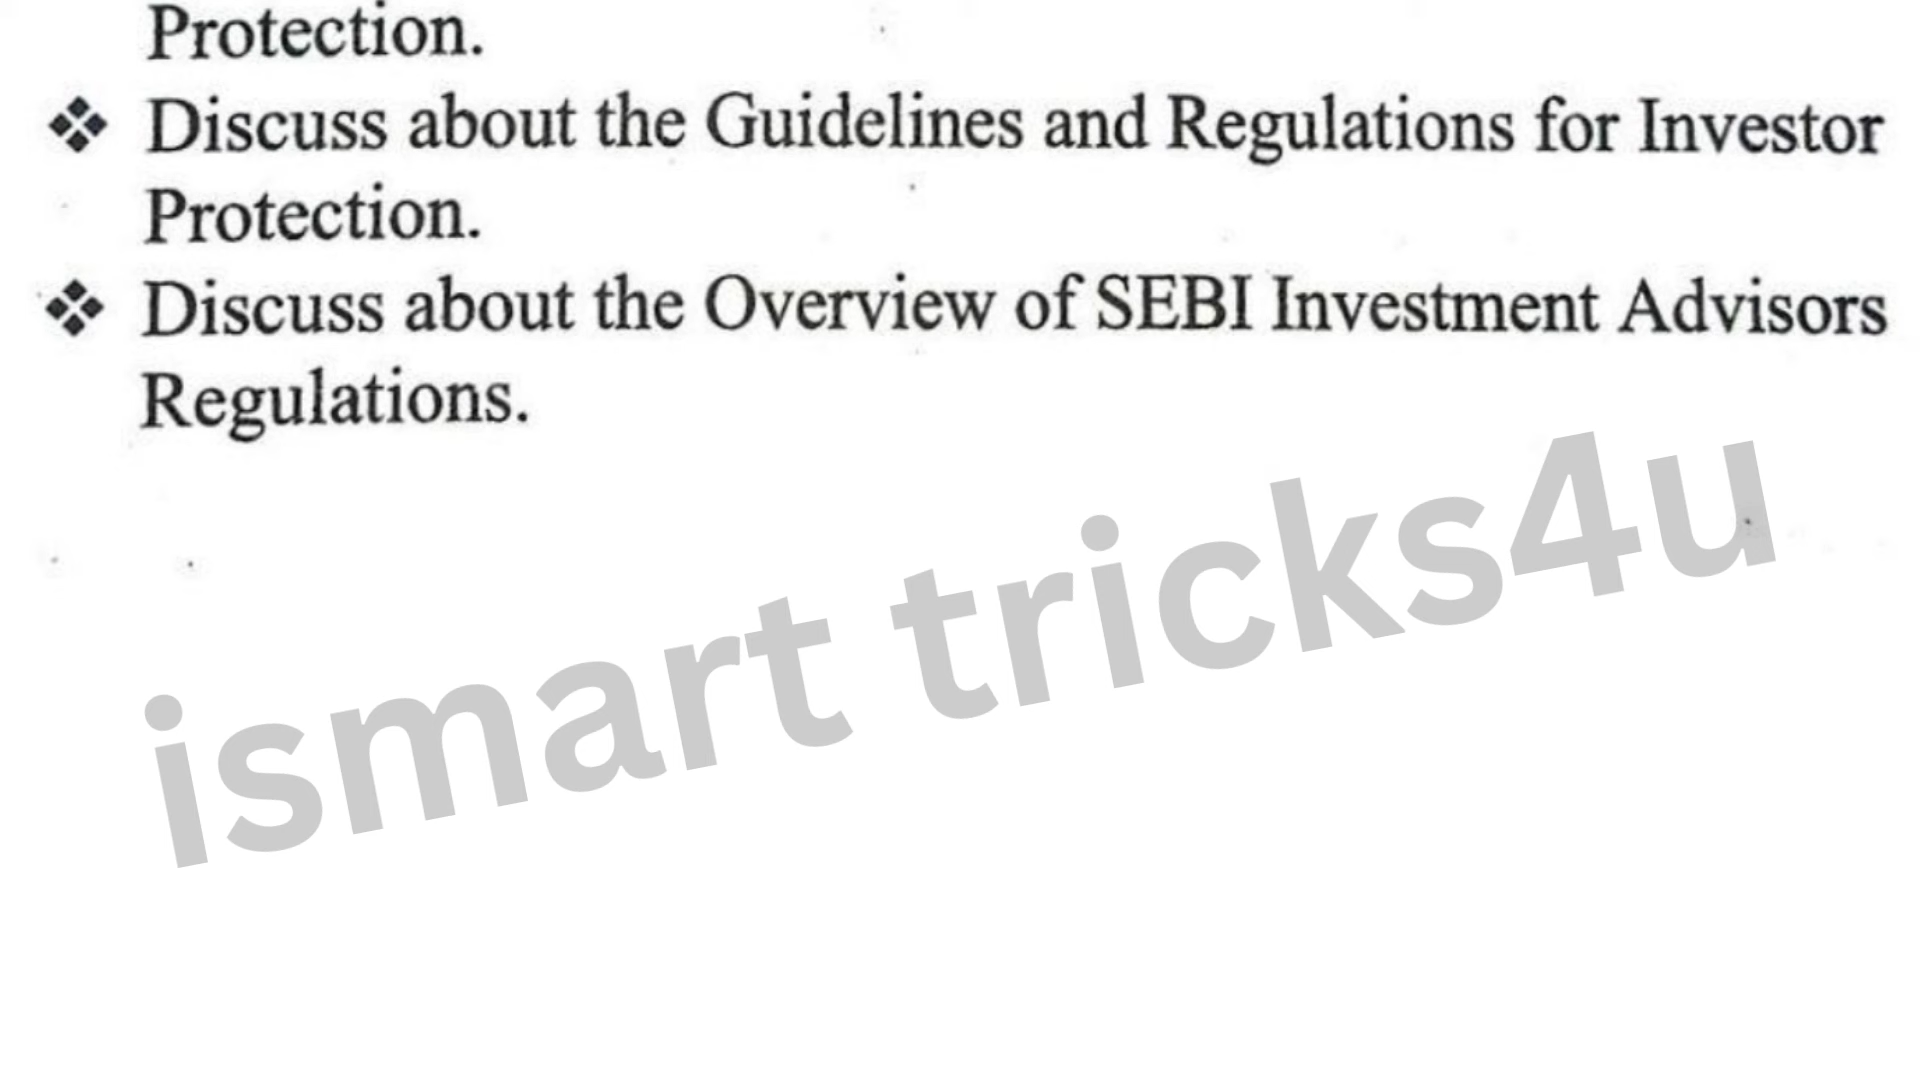 Protection.
❖ Discuss about the Guidelines and Regulations for Investor
Protection.
❖ Discuss about the Overview of SEBI Investment Advisors
Regulations.
ismart tricks4u